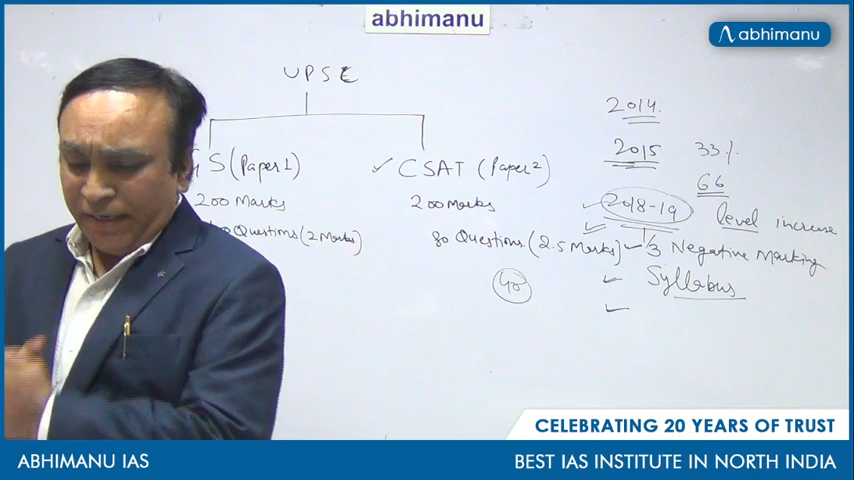 abhimanu
abhimanu
UPSC
S (Paper 1)
200 Marks
Questions (2 Marks)
CSAT (Paper 2)
200 Marks
80 Questions (2.5 Marks)
40
2014
2015 33%
66
2018-19
level increase
1/3 Negative Marking
Syllabus
CELEBRATING 20 YEARS OF TRUST
ABHIMANU IAS
BEST IAS INSTITUTE IN NORTH INDIA